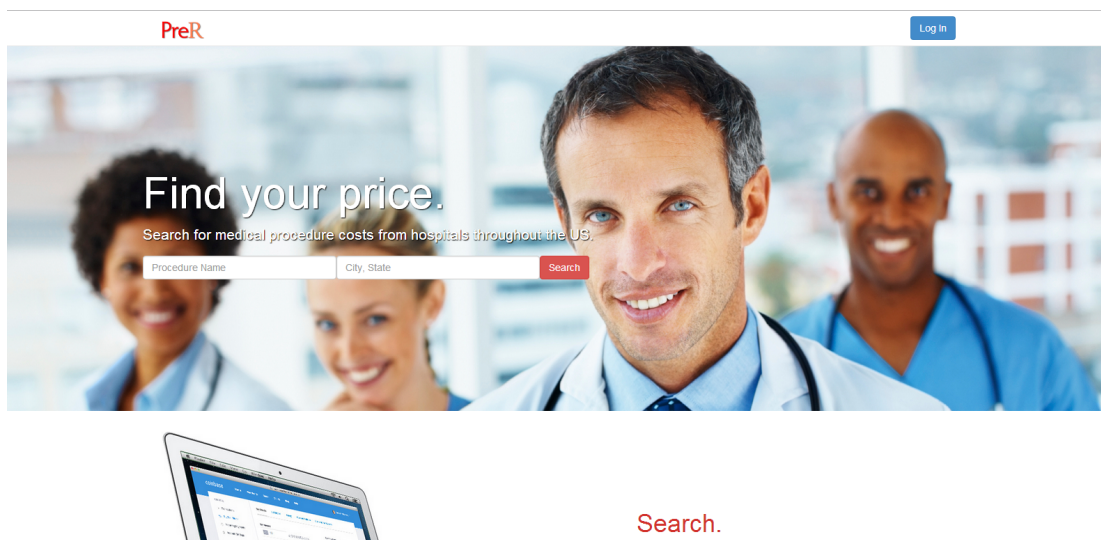 PreR
Log In
Find your price.
Search for medical procedure costs from hospitals throughout the US.
Procedure Name
City, State
Search
Search.